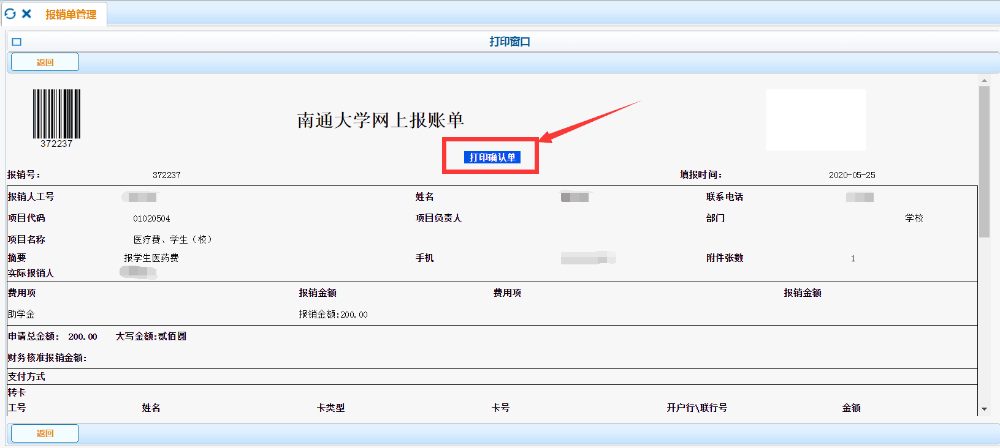 报销单管理
打印窗口
返回
372237
南通大学网上报账单
打印确认单
报销号： 372237 填报时间： 2020-05-25
报销人工号 姓名 联系电话
项目代码 01020504 项目负责人 部门 学校
项目名称 医疗费、学生（校）
摘要 报学生医药费 手机 附件张数 1
实际报销人
费用项 报销金额 费用项 报销金额
助学金 报销金额:200.00
申请总金额： 200.00 大写金额:贰佰圆
财务核准报销金额:
支付方式
转卡
工号 姓名 卡类型 卡号 开户行\联行号 金额
返回